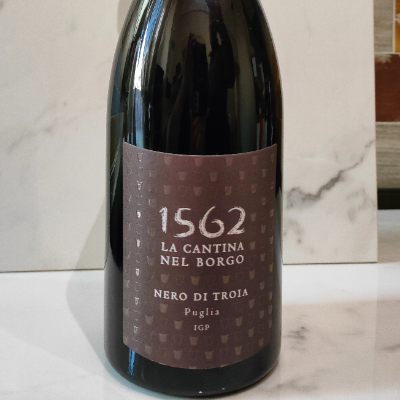 1562
LA CANTINA
NEL BORGO
NERO DI TROIA
Puglia
IGP